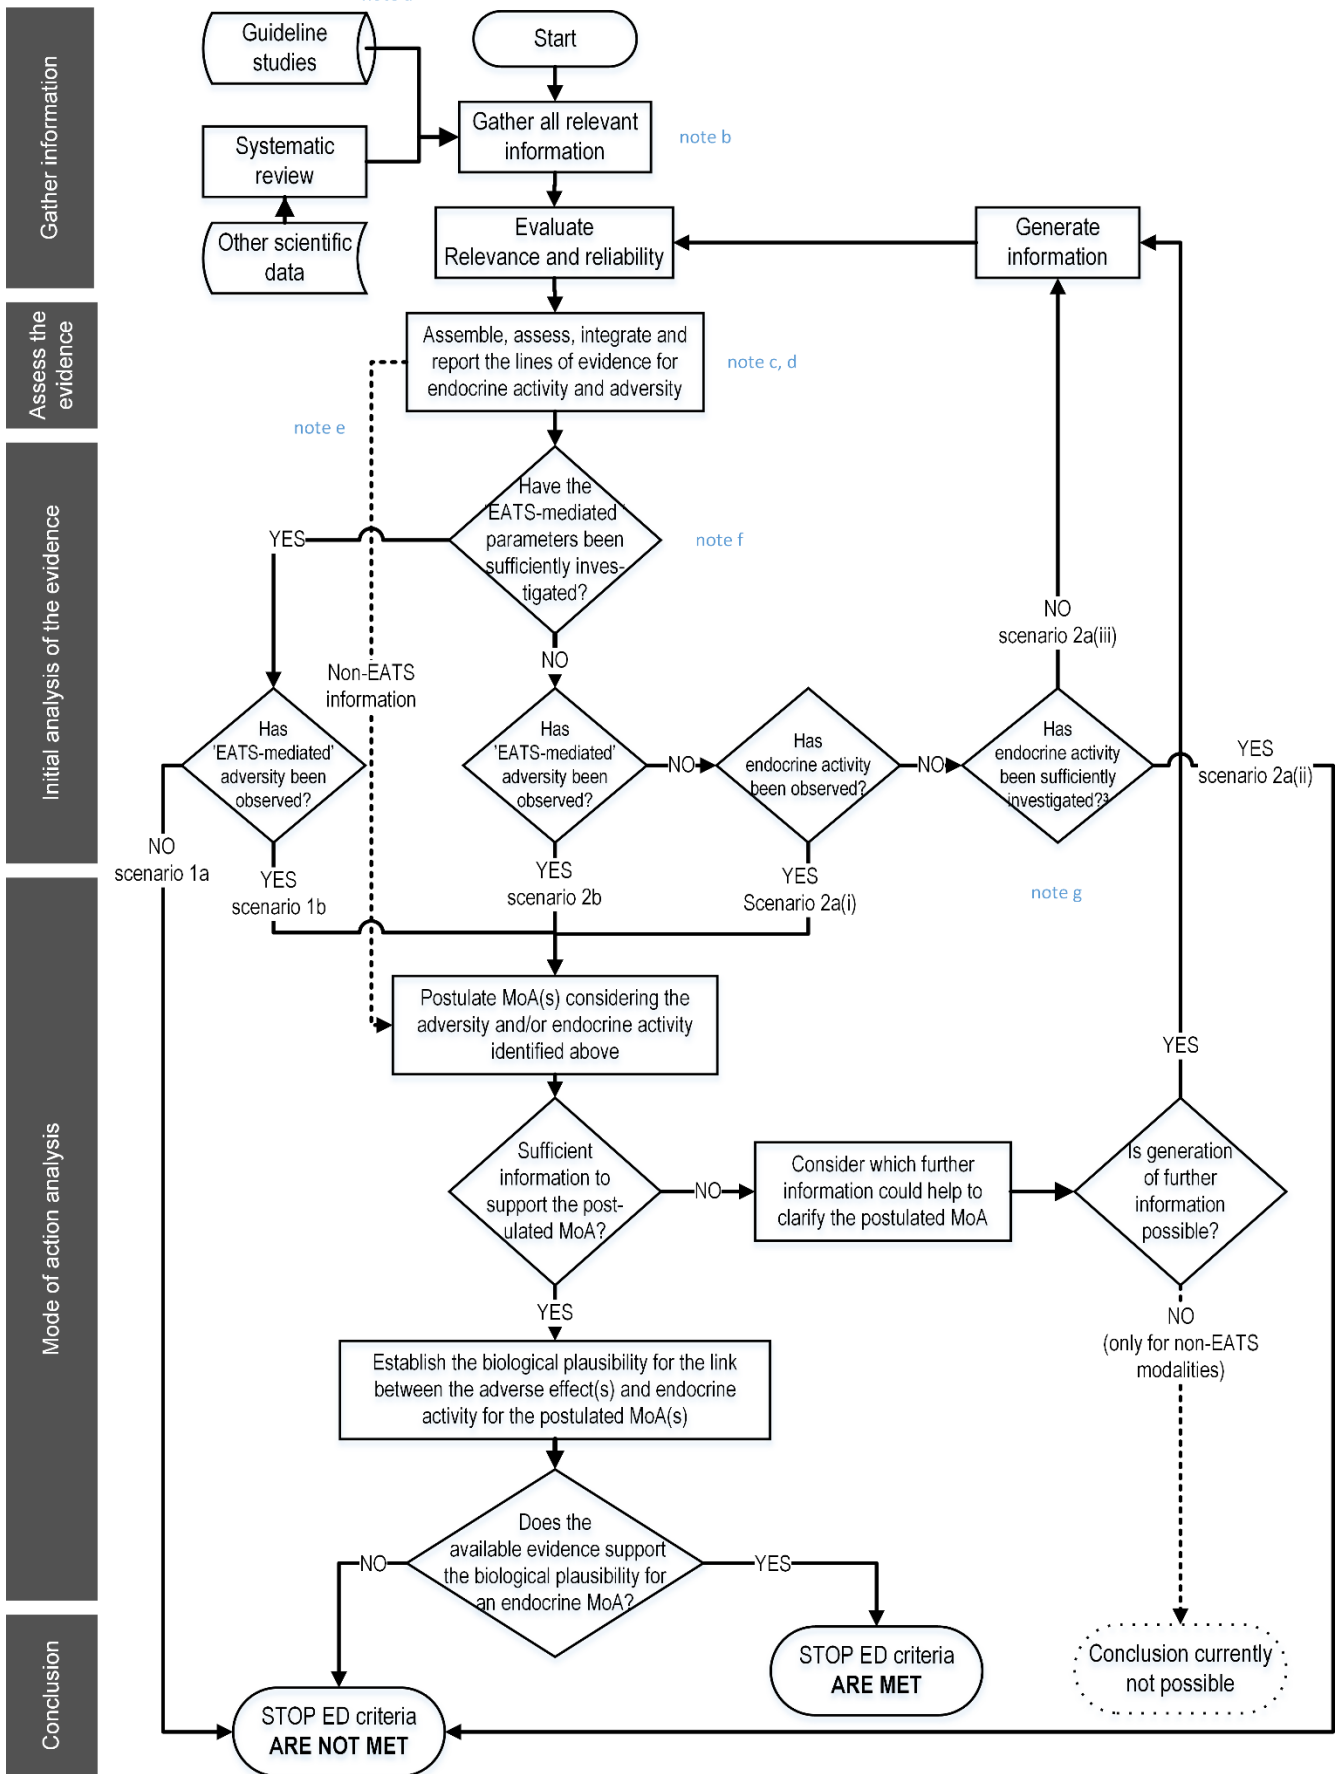 Guideline
studies
Start
Gather all relevant
information
note b
Systematic
review
Other scientific
data
Evaluate
Relevance and reliability
Generate
information
Gather information
Assemble, assess, integrate and
report the lines of evidence for
endocrine activity and adversity
note c, d
Assess the
evidence
note e
Have the
'EATS-mediated'
parameters been
sufficiently inves-
tigated?
note f
YES
NO
NO
scenario 2a(iii)
Non-EATS
information
Initial analysis of the evidence
Has
'EATS-mediated'
adversity been
observed?
Has
'EATS-mediated'
adversity been
observed?
NO
Has
endocrine activity
been observed?
NO
Has
endocrine activity
been sufficiently
investigated?³
YES
scenario 2a(ii)
NO
scenario 1a
YES
scenario 1b
YES
scenario 2b
YES
Scenario 2a(i)
note g
Postulate MoA(s) considering the
adversity and/or endocrine activity
identified above
YES
Mode of action analysis
Sufficient
information to
support the post-
ulated MoA?
NO
Consider which further
information could help to
clarify the postulated MoA
Is generation
of further
information
possible?
YES
NO
(only for non-EATS
modalities)
Establish the biological plausibility for the link
between the adverse effect(s) and endocrine
activity for the postulated MoA(s)
Does the
available evidence support
the biological plausibility for
an endocrine MoA?
NO
YES
Conclusion
STOP ED criteria
ARE NOT MET
STOP ED criteria
ARE MET
Conclusion currently
not possible